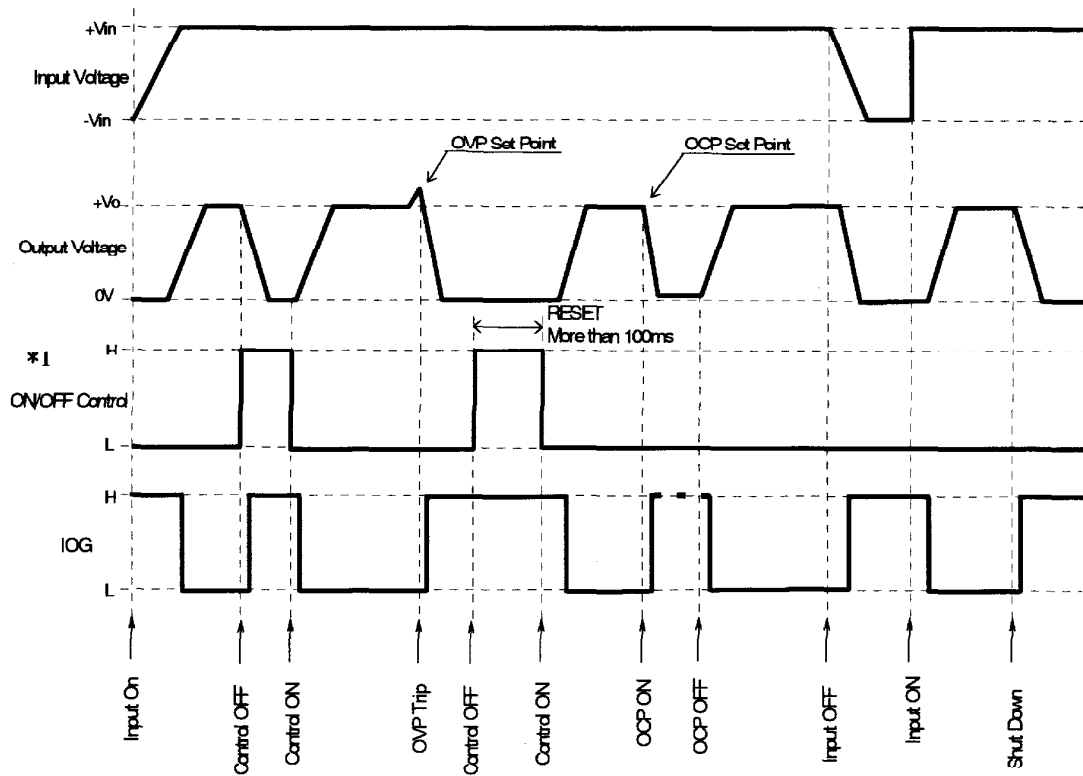 +Vin
Input Voltage
-Vin
OVP Set Point
OCP Set Point
+Vo
Output Voltage
0V
RESET
More than 100ms
*1
H
ON/OFF Control
L
H
IOG
L
Input On
Control OFF
Control ON
OVP Trip
Control OFF
Control ON
OCP ON
OCP OFF
Input OFF
Input ON
Shut Down